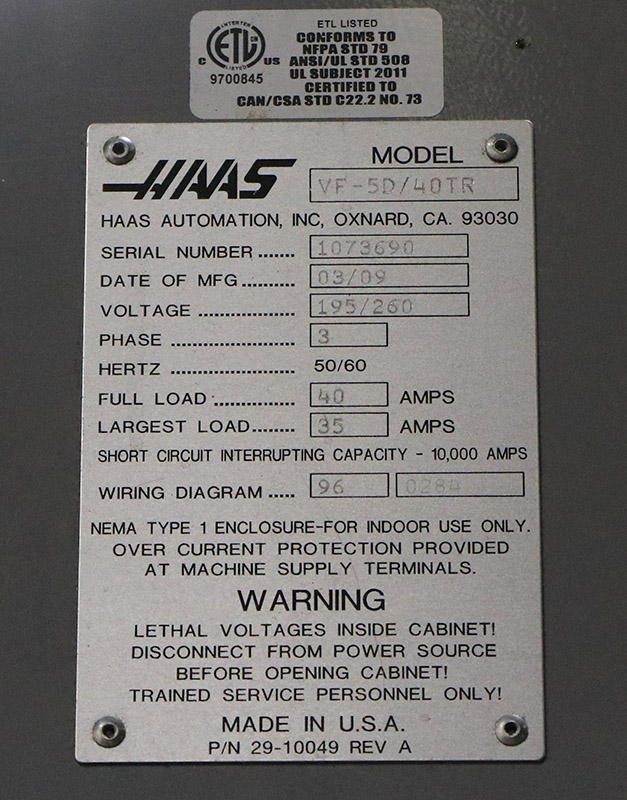 ETL LISTED
CONFORMS TO
NFPA STD 79
ANSI/UL STD 508
UL SUBJECT 2011
CERTIFIED TO
CAN/CSA STD C22.2 NO. 73
INTERTEK
ETL CM
LISTED
C US
9700845
HAAS MODEL VF-5D/40TR
HAAS AUTOMATION, INC, OXNARD, CA. 93030
SERIAL NUMBER ....... 1073690
DATE OF MFG .......... 03/09
VOLTAGE .................. 195/260
PHASE ...................... 3
HERTZ ...................... 50/60
FULL LOAD ................ 40 AMPS
LARGEST LOAD........ 35 AMPS
SHORT CIRCUIT INTERRUPTING CAPACITY - 10,000 AMPS
WIRING DIAGRAM ..... 96 0284
NEMA TYPE 1 ENCLOSURE-FOR INDOOR USE ONLY.
OVER CURRENT PROTECTION PROVIDED
AT MACHINE SUPPLY TERMINALS.
WARNING
LETHAL VOLTAGES INSIDE CABINET!
DISCONNECT FROM POWER SOURCE
BEFORE OPENING CABINET!
TRAINED SERVICE PERSONNEL ONLY!
MADE IN U.S.A.
P/N 29-10049 REV A